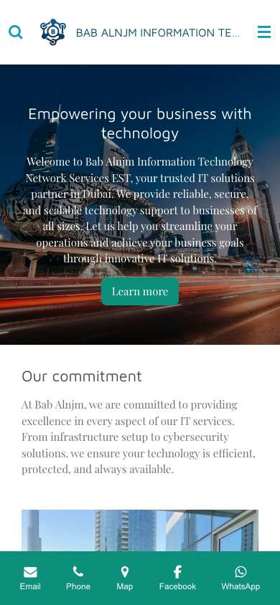 BAB ALNJM INFORMATION TE...
Empowering your business with
technology
Welcome to Bab Alnjm Information Technology
Network Services EST, your trusted IT solutions
partner in Dubai. We provide reliable, secure,
and scalable technology support to businesses of
all sizes. Let us help you streamline your
operations and achieve your business goals
through innovative IT solutions.
Learn more
Our commitment
At Bab Alnjm, we are committed to providing
excellence in every aspect of our IT services.
From infrastructure setup to cybersecurity
solutions, we ensure your technology is efficient,
protected, and always available.
Email Phone Map Facebook WhatsApp